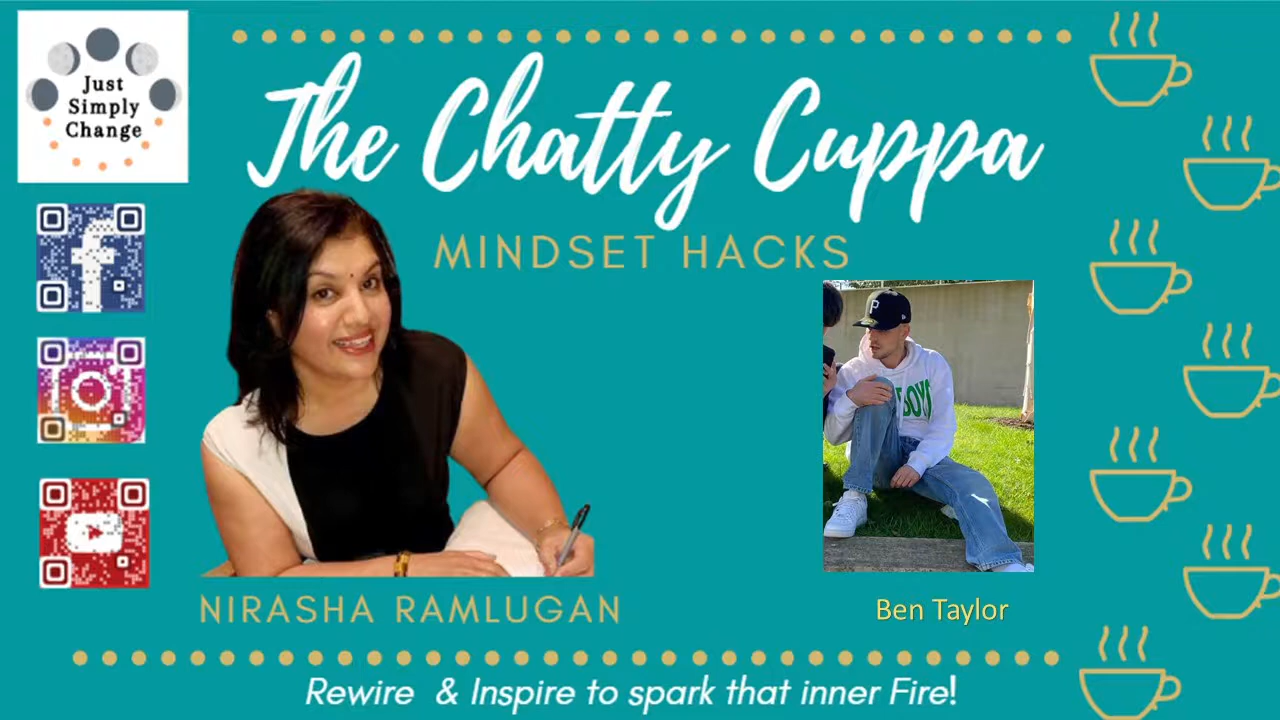 Just
Simply
Change
The Chatty Cuppa
MINDSET HACKS
P
BOYS
NIRASHA RAMLUGAN
Ben Taylor
Rewire & Inspire to spark that inner Fire!